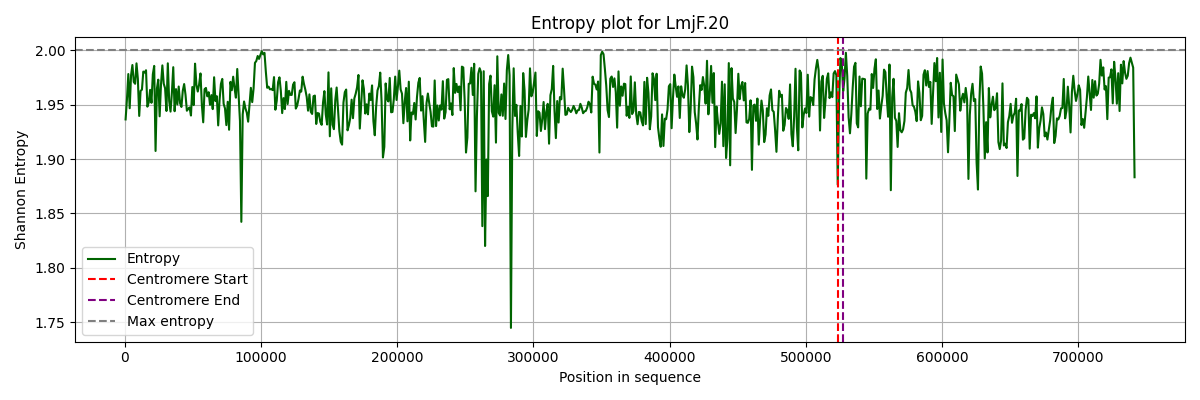 Entropy plot for LmjF.20
Shannon Entropy
2.00
1.95
1.90
1.85
1.80
1.75
Entropy
Centromere Start
Centromere End
Max entropy
0
100000
200000
300000
400000
500000
600000
700000
Position in sequence